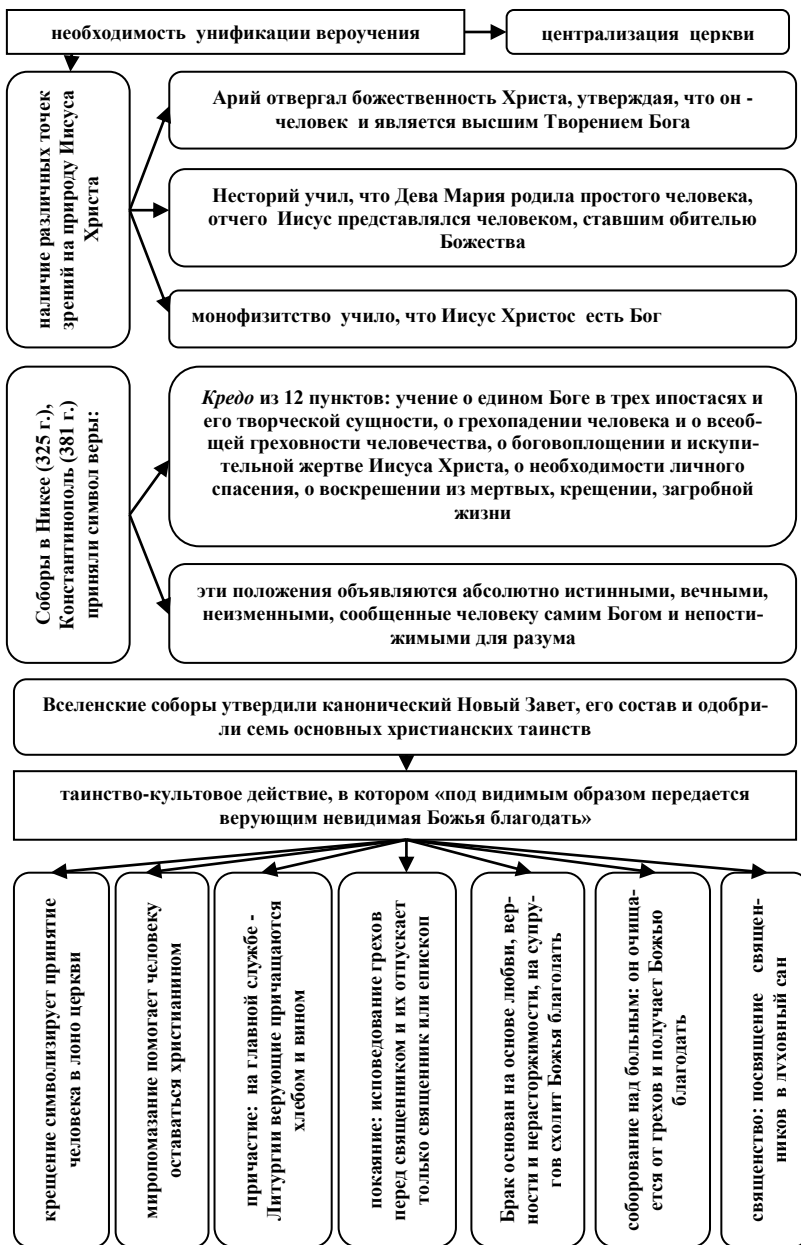 необходимость унификации вероучения
централизация церкви
наличие различных точек
зрений на природу Иисуса
Христа
Арий отвергал божественность Христа, утверждая, что он -
человек и является высшим Творением Бога
Несторий учил, что Дева Мария родила простого человека,
отчего Иисус представлялся человеком, ставшим обителью
Божества
монофизитство учило, что Иисус Христос есть Бог
Соборы в Никее (325 г.),
Константинополь (381 г.)
приняли символ веры:
Кредо из 12 пунктов: учение о едином Боге в трех ипостасях и
его творческой сущности, о грехопадении человека и о всеоб-
щей греховности человечества, о боговоплощении и искупи-
тельной жертве Иисуса Христа, о необходимости личного
спасения, о воскрешении из мертвых, крещении, загробной
жизни
эти положения объявляются абсолютно истинными, вечными,
неизменными, сообщенные человеку самим Богом и непости-
жимыми для разума
Вселенские соборы утвердили канонический Новый Завет, его состав и одобри-
ли семь основных христианских таинств
таинство-культовое действие, в котором «под видимым образом передается
верующим невидимая Божья благодать»
крещение символизирует принятие
человека в лоно церкви
миропомазание помогает человеку
оставаться христианином
причастие: на главной службе -
Литургии верующие причащаются
хлебом и вином
покаяние: исповедование грехов
перед священником и их отпускает
только священник или епископ
Брак основан на основе любви, вер-
ности и нерасторжимости, на супру-
гов сходит Божья благодать
соборование над больным: он очища-
ется от грехов и получает Божью
благодать
священство: посвящение священ-
ников в духовный сан